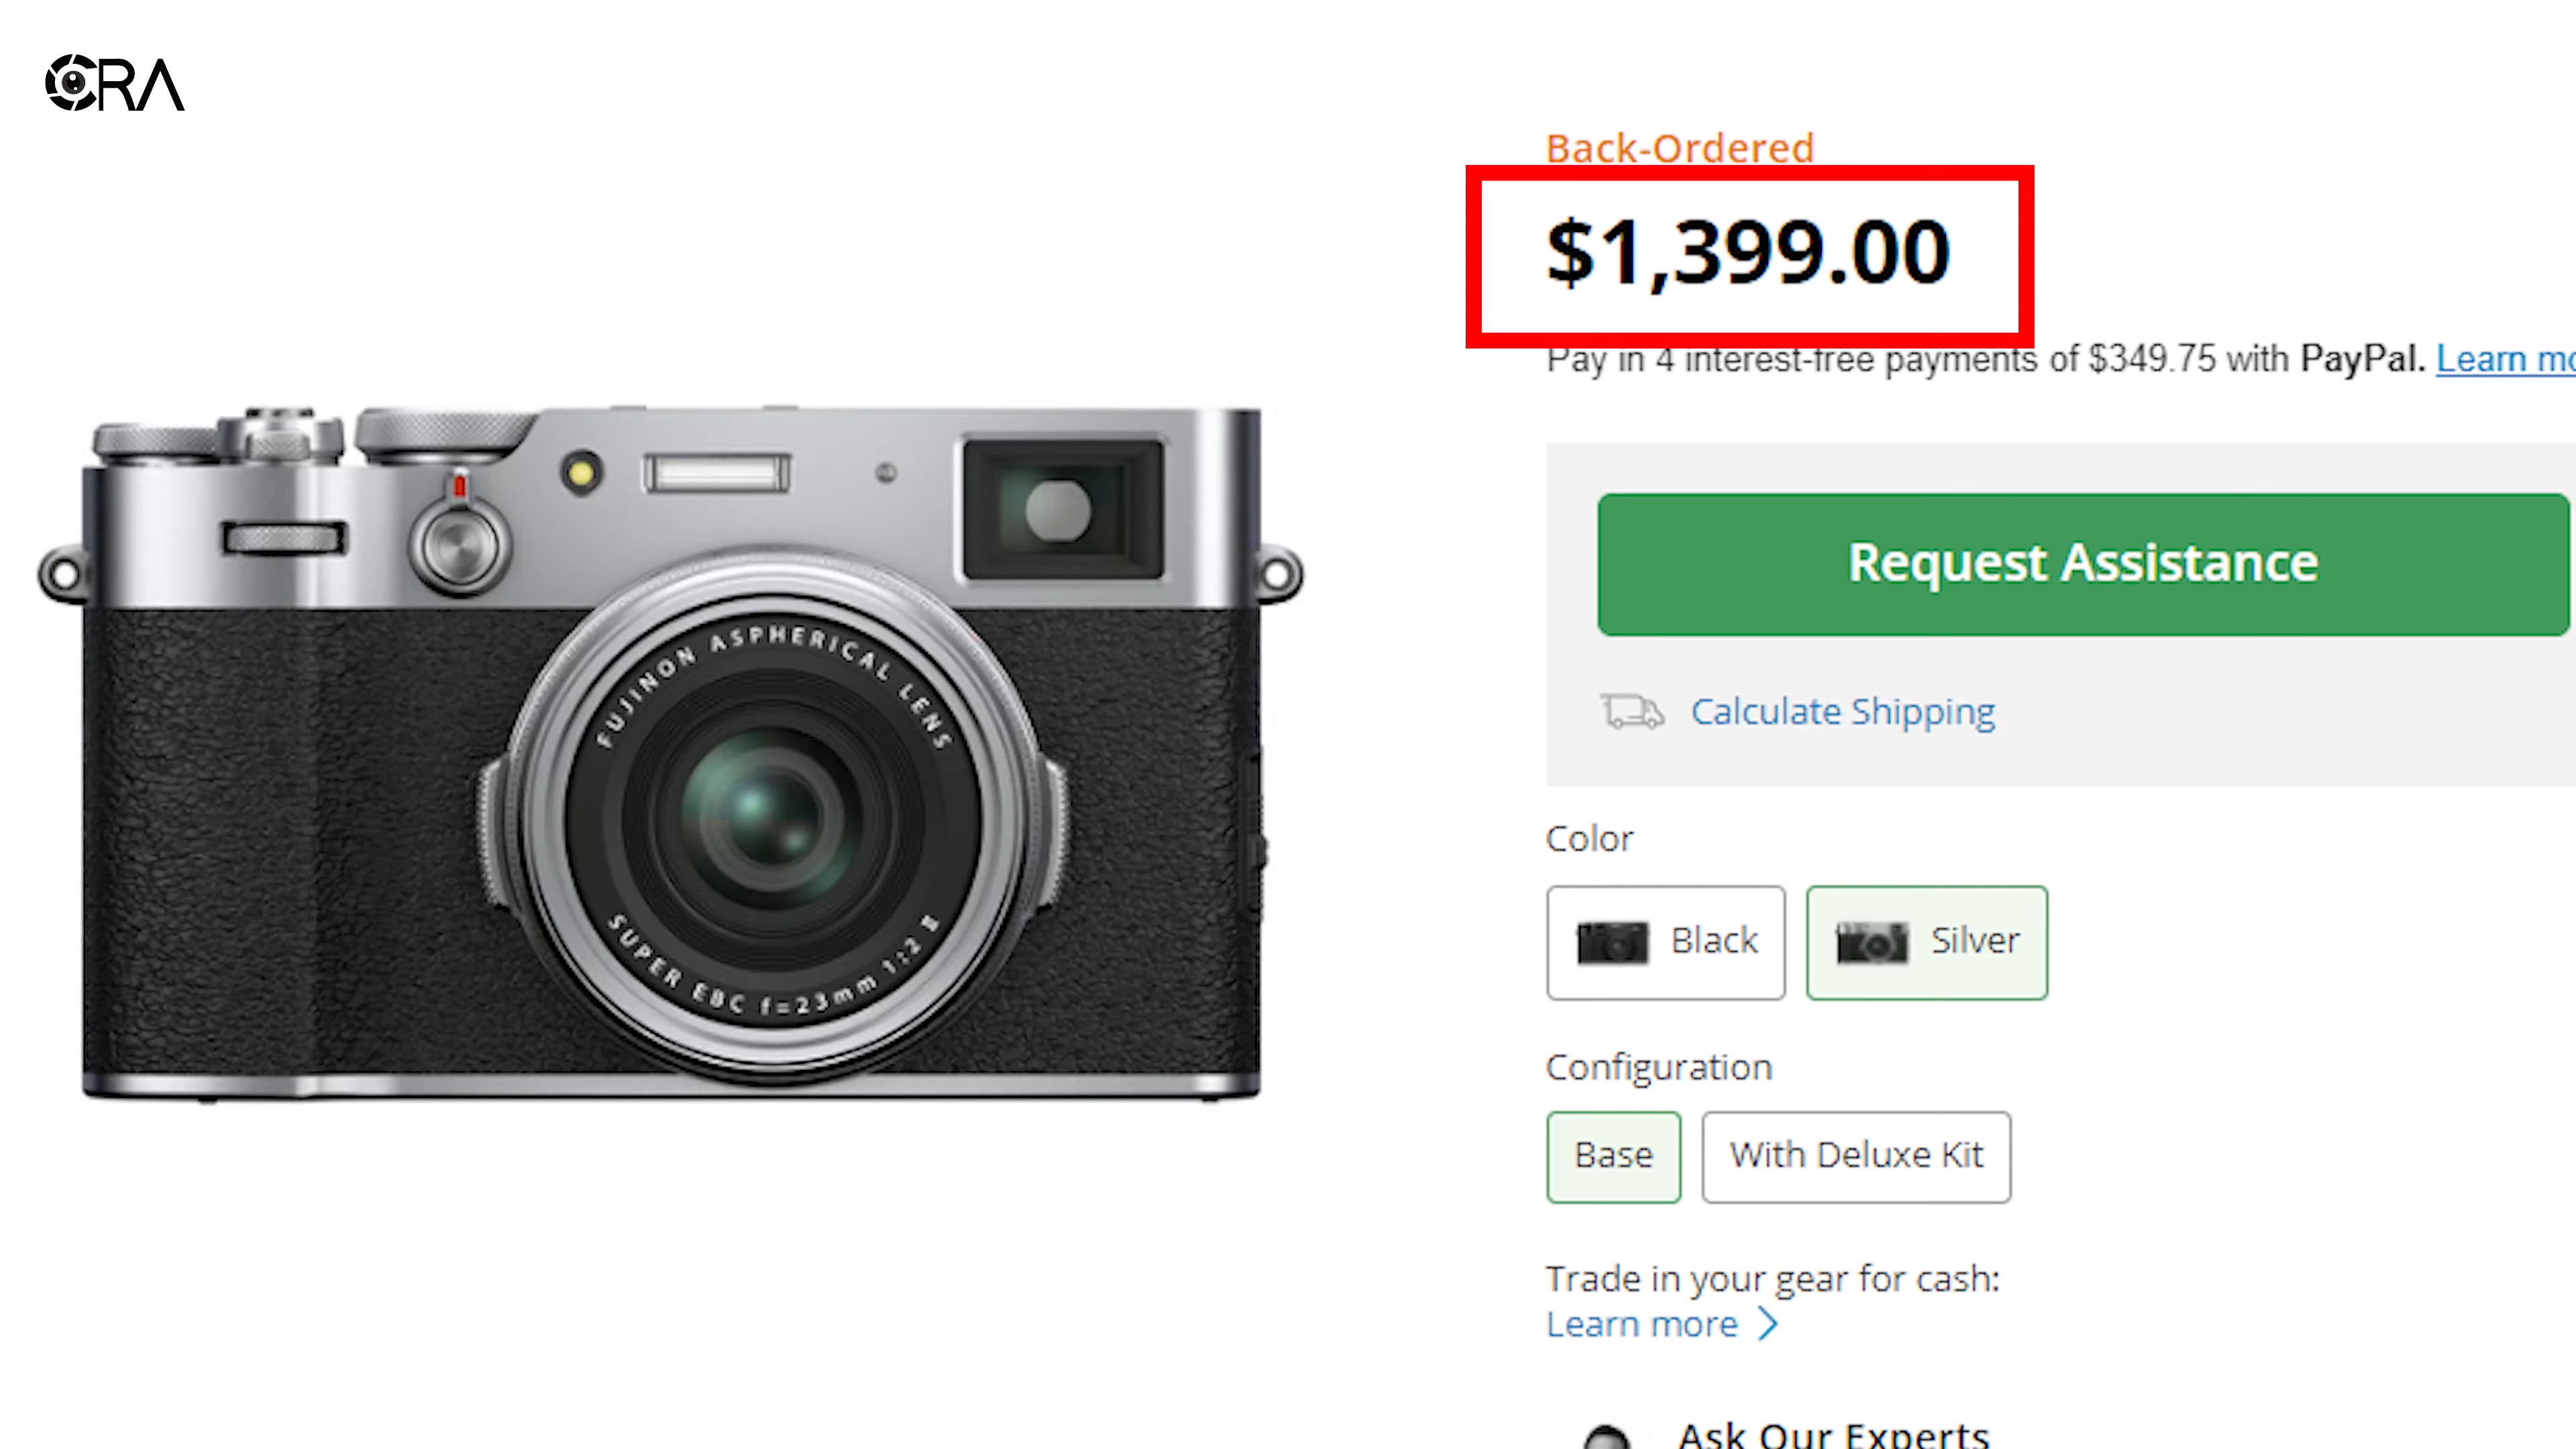 CRA
Back-Ordered
$1,399.00
Pay in 4 interest-free payments of $349.75 with PayPal. Learn
Request Assistance
Calculate Shipping
FUJINON ASPHERICAL LENS
SUPER EBC f=23mm 1:2 II
Color
Black
Silver
Configuration
Base
With Deluxe Kit
Trade in your gear for cash:
Learn more >
Ask Our Experts